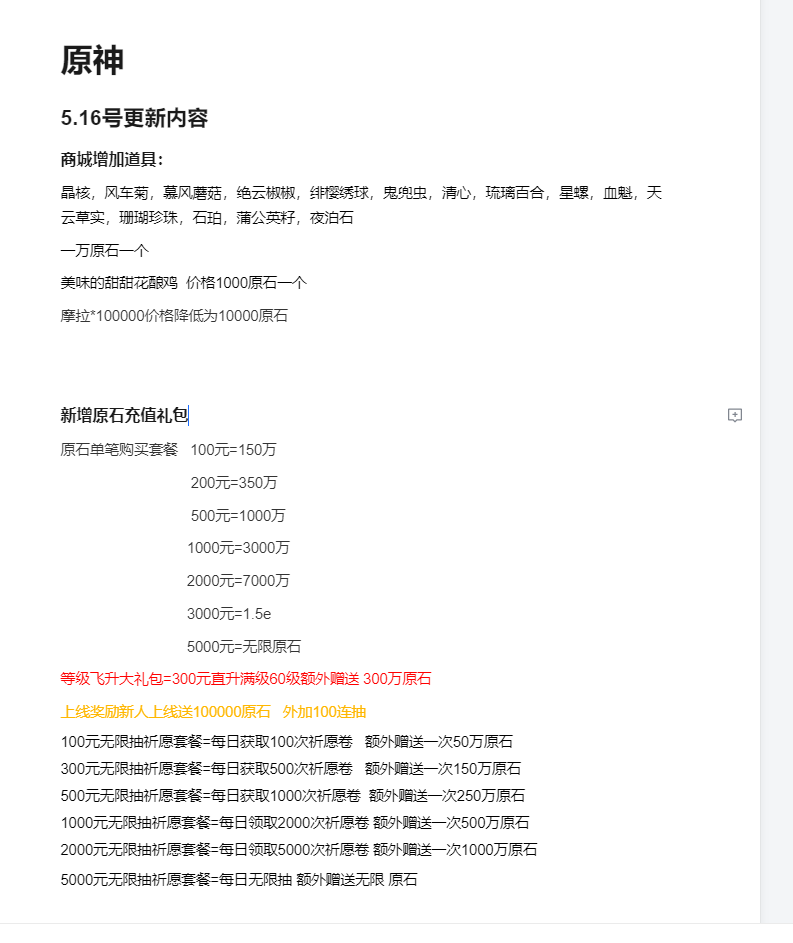 原神
5.16号更新内容
商城增加道具：
晶核，风车菊，慕风蘑菇，绝云椒椒，绯樱绣球，鬼兜虫，清心，琉璃百合，星螺，血魁，天
云草实，珊瑚珍珠，石珀，蒲公英籽，夜泊石
一万原石一个
美味的甜甜花酿鸡 价格1000原石一个
摩拉*100000价格降低为10000原石
新增原石充值礼包
原石单笔购买套餐 100元=150万
200元=350万
500元=1000万
1000元=3000万
2000元=7000万
3000元=1.5e
5000元=无限原石
等级飞升大礼包=300元直升满级60级额外赠送 300万原石
上线奖励新人上线送100000原石 外加100连抽
100元无限抽祈愿套餐=每日获取100次祈愿卷 额外赠送一次50万原石
300元无限抽祈愿套餐=每日获取500次祈愿卷 额外赠送一次150万原石
500元无限抽祈愿套餐=每日获取1000次祈愿卷 额外赠送一次250万原石
1000元无限抽祈愿套餐=每日领取2000次祈愿卷 额外赠送一次500万原石
2000元无限抽祈愿套餐=每日领取5000次祈愿卷 额外赠送一次1000万原石
5000元无限抽祈愿套餐=每日无限抽 额外赠送无限 原石